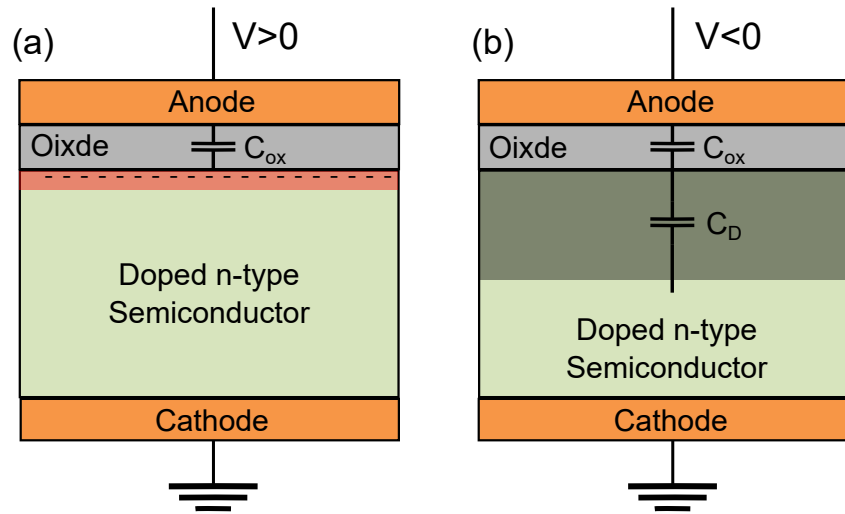 (a)
V>0
Anode
Oixde
Cox
Doped n-type
Semiconductor
Cathode
(b)
V<0
Anode
Oixde
Cox
CD
Doped n-type
Semiconductor
Cathode